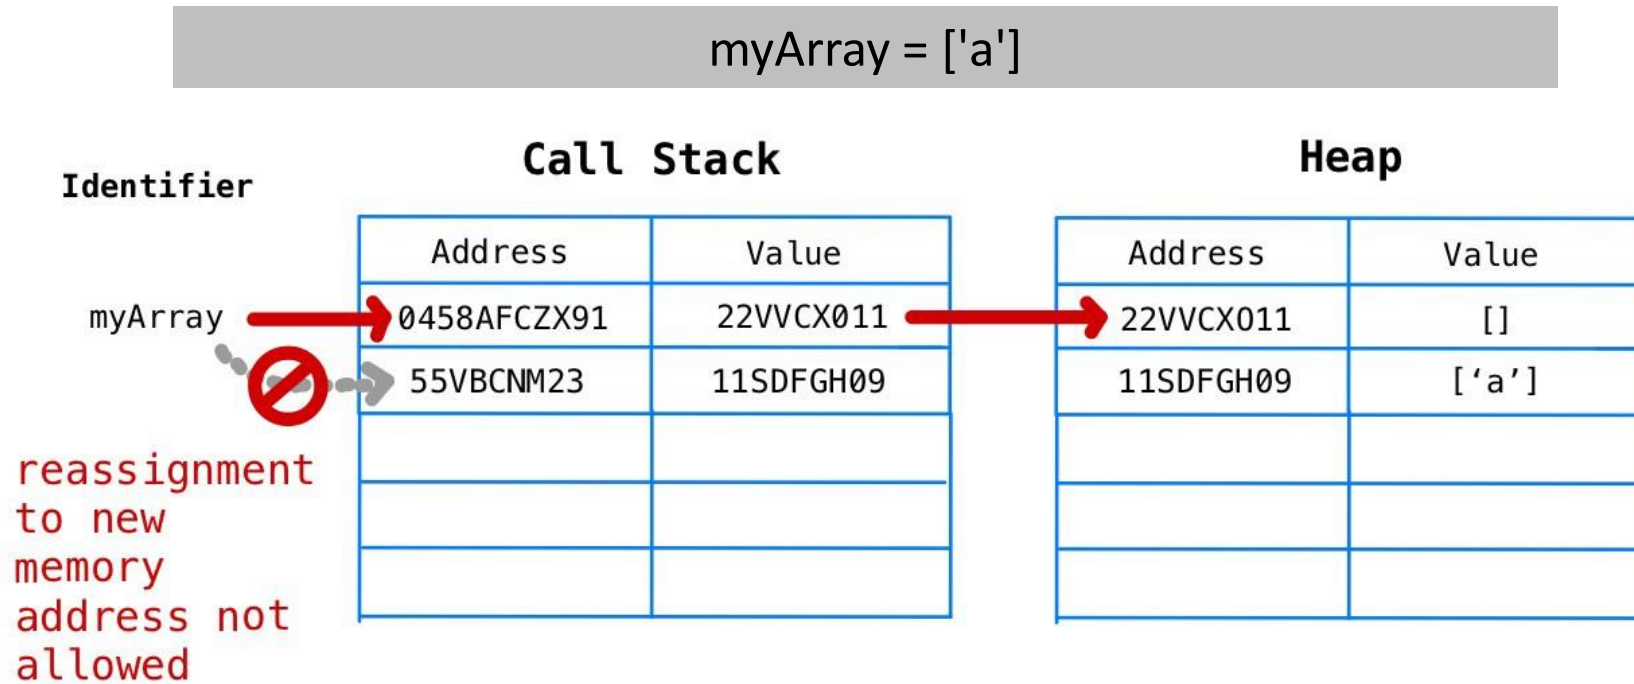 myArray = ['a']
Call Stack
Heap
Identifier
Address Value
Address Value
myArray
0458AFCZX91 22VVCX011
22VVCXO11 []
55VBCNM23 11SDFGH09
11SDFGH09 [‘a’]
reassignment
to new
memory
address not
allowed